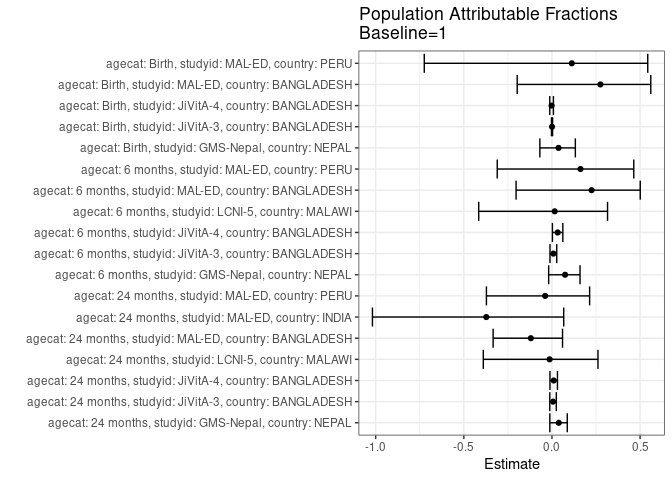 Population Attributable Fractions
Baseline=1
agecat: Birth, studyid: MAL-ED, country: PERU
agecat: Birth, studyid: MAL-ED, country: BANGLADESH
agecat: Birth, studyid: JiVitA-4, country: BANGLADESH
agecat: Birth, studyid: JiVitA-3, country: BANGLADESH
agecat: Birth, studyid: GMS-Nepal, country: NEPAL
agecat: 6 months, studyid: MAL-ED, country: PERU
agecat: 6 months, studyid: MAL-ED, country: BANGLADESH
agecat: 6 months, studyid: LCNI-5, country: MALAWI
agecat: 6 months, studyid: JiVitA-4, country: BANGLADESH
agecat: 6 months, studyid: JiVitA-3, country: BANGLADESH
agecat: 6 months, studyid: GMS-Nepal, country: NEPAL
agecat: 24 months, studyid: MAL-ED, country: PERU
agecat: 24 months, studyid: MAL-ED, country: INDIA
agecat: 24 months, studyid: MAL-ED, country: BANGLADESH
agecat: 24 months, studyid: LCNI-5, country: MALAWI
agecat: 24 months, studyid: JiVitA-4, country: BANGLADESH
agecat: 24 months, studyid: JiVitA-3, country: BANGLADESH
agecat: 24 months, studyid: GMS-Nepal, country: NEPAL
-1.0 -0.5 0.0 0.5
Estimate